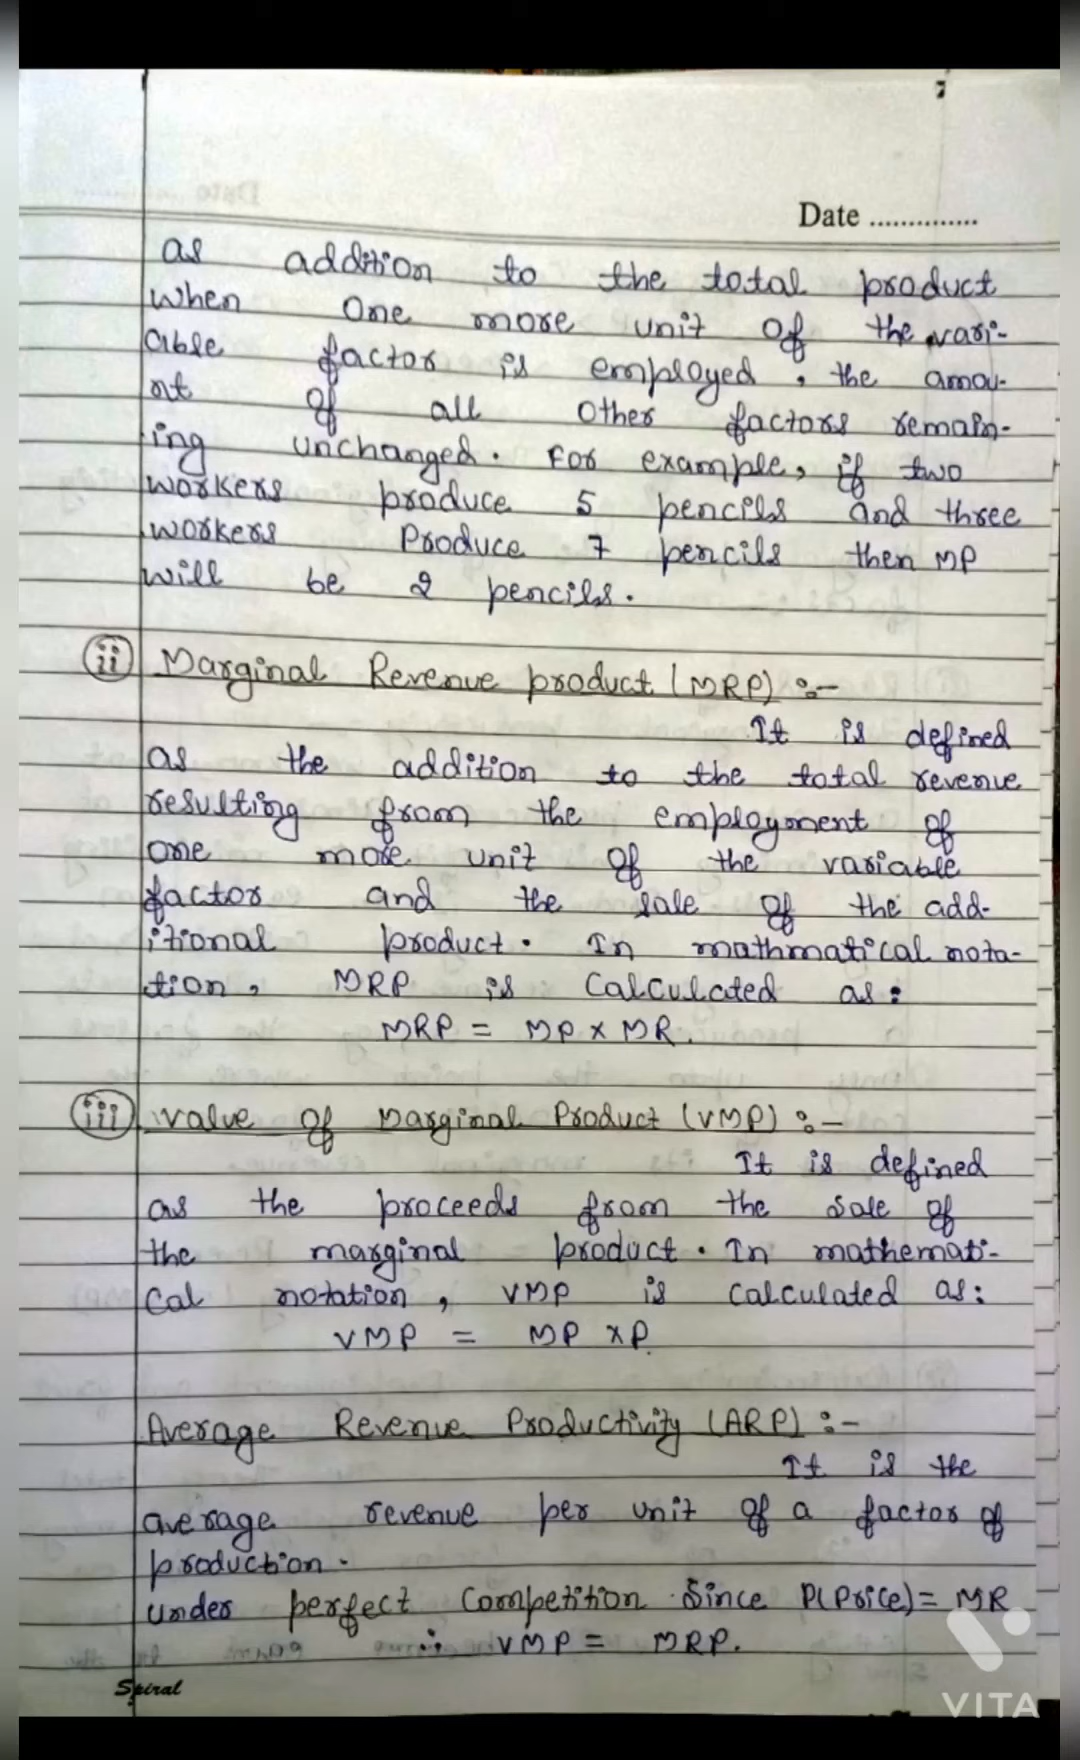 Date ..............
as addition to the total product
when one more unit of the vari-
able factor is employed, the amou-
nt of all other factors remain-
ing unchanged. For example, if two
workers produce 5 pencils and three
workers Produce 7 pencils then MP
will be 2 pencils.
(ii) Marginal Revenue product (MRP) :-
It is defined
as the addition to the total revenue
resulting from the employment of
one more unit of the variable
factor and the sale of the add-
itional product. In mathmatical nota-
tion, MRP is calculated as:
MRP = MP x MR.
(iii) Value of Marginal Product (VMP) :-
It is defined
as the proceeds from the sale of
the marginal product. In mathemati-
cal notation, VMP is calculated as:
VMP = MP x P.
Average Revenue Productivity (ARP) :-
It is the
average revenue per unit of a factor of
production.
under perfect Competition Since P(Price) = MR
∴ VMP = MRP.
Spiral
VITA